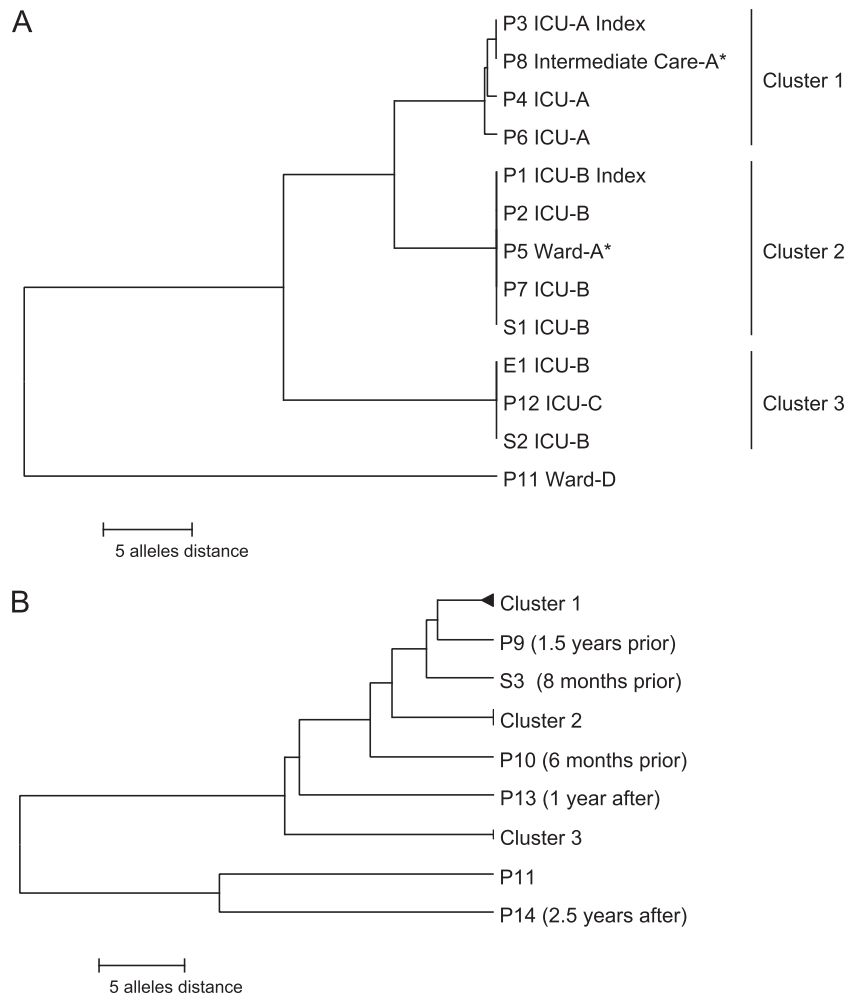 A
P3 ICU-A Index
P8 Intermediate Care-A*
Cluster 1
P4 ICU-A
P6 ICU-A
P1 ICU-B Index
P2 ICU-B
P5 Ward-A*
Cluster 2
P7 ICU-B
S1 ICU-B
E1 ICU-B
P12 ICU-C
Cluster 3
S2 ICU-B
P11 Ward-D
5 alleles distance
B
Cluster 1
P9 (1.5 years prior)
S3 (8 months prior)
Cluster 2
P10 (6 months prior)
P13 (1 year after)
Cluster 3
P11
P14 (2.5 years after)
5 alleles distance